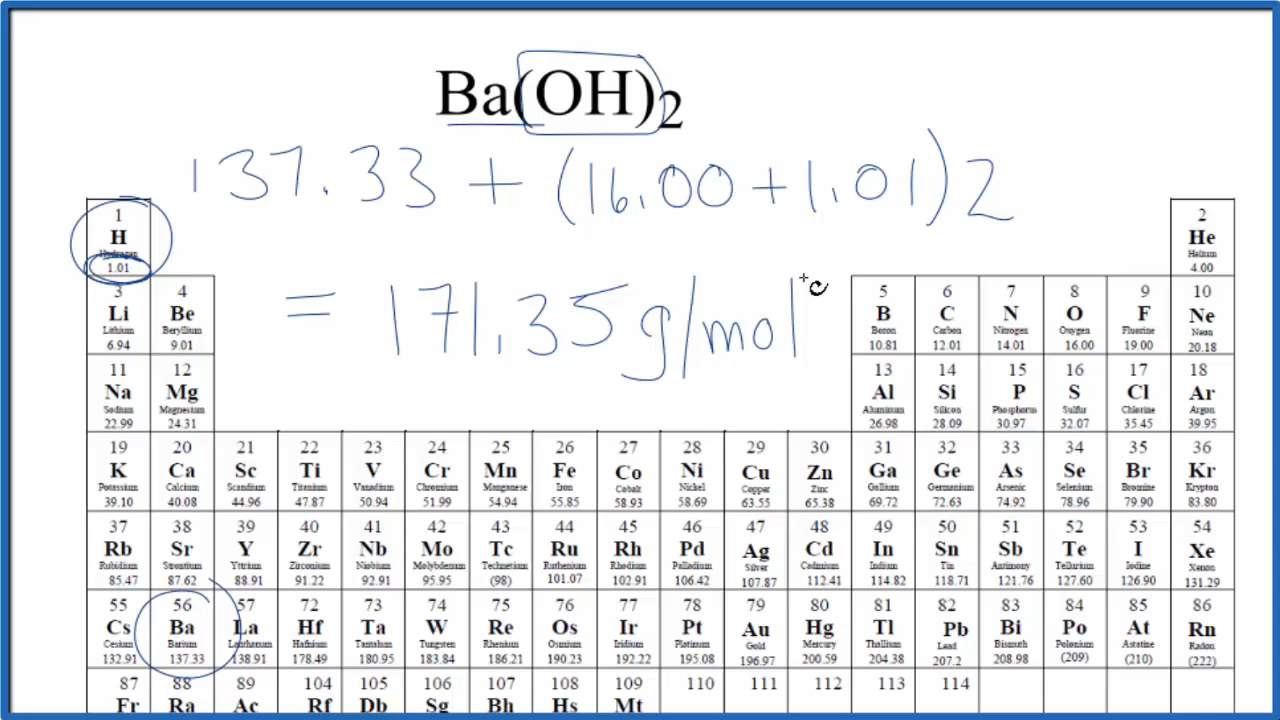 Ba(OH)2
137.33 + (16.00 + 1.01) 2
1 2
H He
Hydrogen Helium
1.01 4.00
= 171.35 g/mol
3 4 5 6 7 8 9 10
Li Be B C N O F Ne
Lithium Beryllium Boron Carbon Nitrogen Oxygen Fluorine Neon
6.94 9.01 10.81 12.01 14.01 16.00 19.00 20.18
11 12 13 14 15 16 17 18
Na Mg Al Si P S Cl Ar
Sodium Magnesium Aluminum Silicon Phosphorus Sulfur Chlorine Argon
22.99 24.31 26.98 28.09 30.97 32.07 35.45 39.95
19 20 21 22 23 24 25 26 27 28 29 30 31 32 33 34 35 36
K Ca Sc Ti V Cr Mn Fe Co Ni Cu Zn Ga Ge As Se Br Kr
Potassium Calcium Scandium Titanium Vanadium Chromium Manganese Iron Cobalt Nickel Copper Zinc Gallium Germanium Arsenic Selenium Bromine Krypton
39.10 40.08 44.96 47.87 50.94 51.99 54.94 55.85 58.93 58.69 63.55 65.38 69.72 72.63 74.92 78.96 79.90 83.80
37 38 39 40 41 42 43 44 45 46 47 48 49 50 51 52 53 54
Rb Sr Y Zr Nb Mo Tc Ru Rh Pd Ag Cd In Sn Sb Te I Xe
Rubidium Strontium Yttrium Zirconium Niobium Molybdenum Technetium Ruthenium Rhodium Palladium Silver Cadmium Indium Tin Antimony Tellurium Iodine Xenon
85.47 87.62 88.91 91.22 92.91 95.95 (98) 101.07 102.91 106.42 107.87 112.41 114.82 118.71 121.76 127.60 126.90 131.29
55 56 57 72 73 74 75 76 77 78 79 80 81 82 83 84 85 86
Cs Ba La Hf Ta W Re Os Ir Pt Au Hg Tl Pb Bi Po At Rn
Cesium Barium Lanthanum Hafnium Tantalum Tungsten Rhenium Osmium Iridium Platinum Gold Mercury Thallium Lead Bismuth Polonium Astatine Radon
132.91 137.33 138.91 178.49 180.95 183.84 186.21 190.23 192.22 195.08 196.97 200.59 204.38 207.2 208.98 (209) (210) (222)
87 88 89 104 105 106 107 108 109 110 111 112 113 114
Fr Ra Ac Rf Db Sg Bh Hs Mt